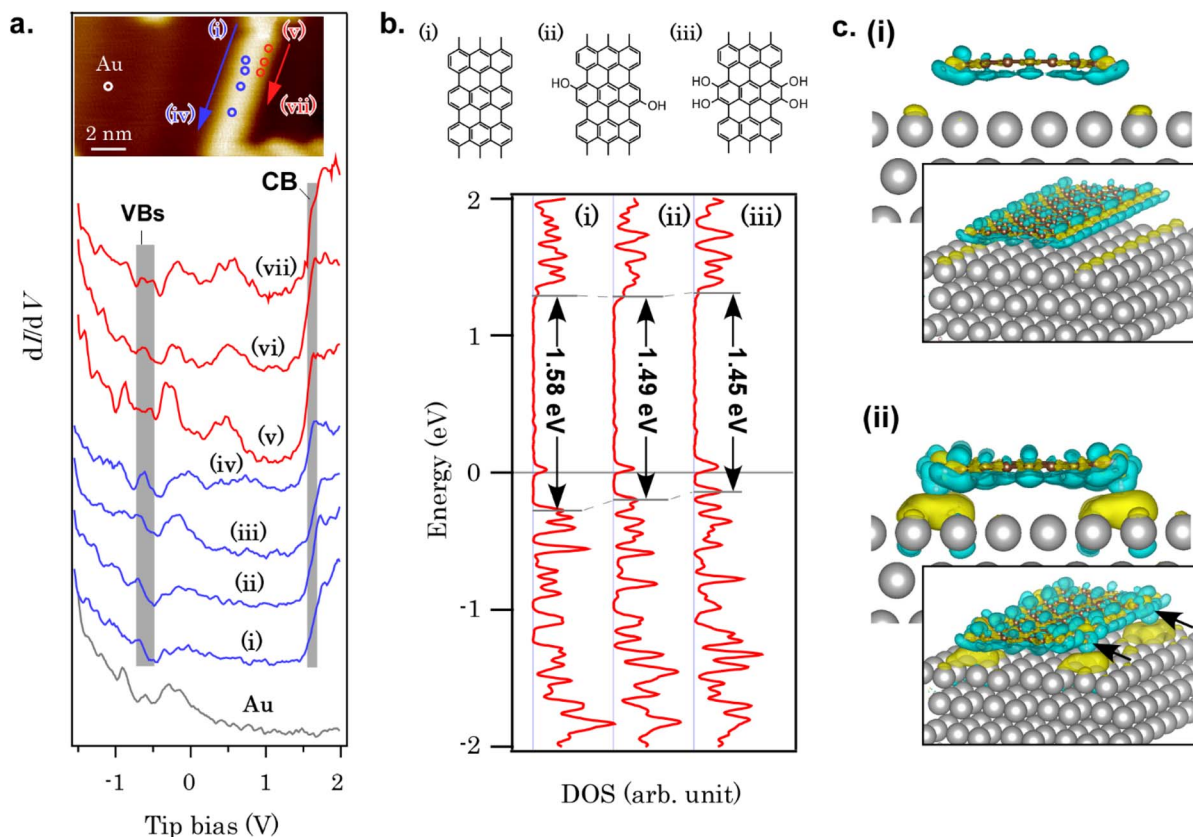 a.
(i)
(v)
Au
(iv)
(vii)
2 nm
CB
VBs
(vii)
(vi)
(v)
(iv)
(iii)
(ii)
(i)
Au
dI/dV
-1 0 1 2
Tip bias (V)
b.
(i) (ii) (iii)
HO
OH
HO OH
HO OH
2
1
0
-1
-2
Energy (eV)
(i) (ii) (iii)
1.58 eV
1.49 eV
1.45 eV
DOS (arb. unit)
c. (i)
(ii)